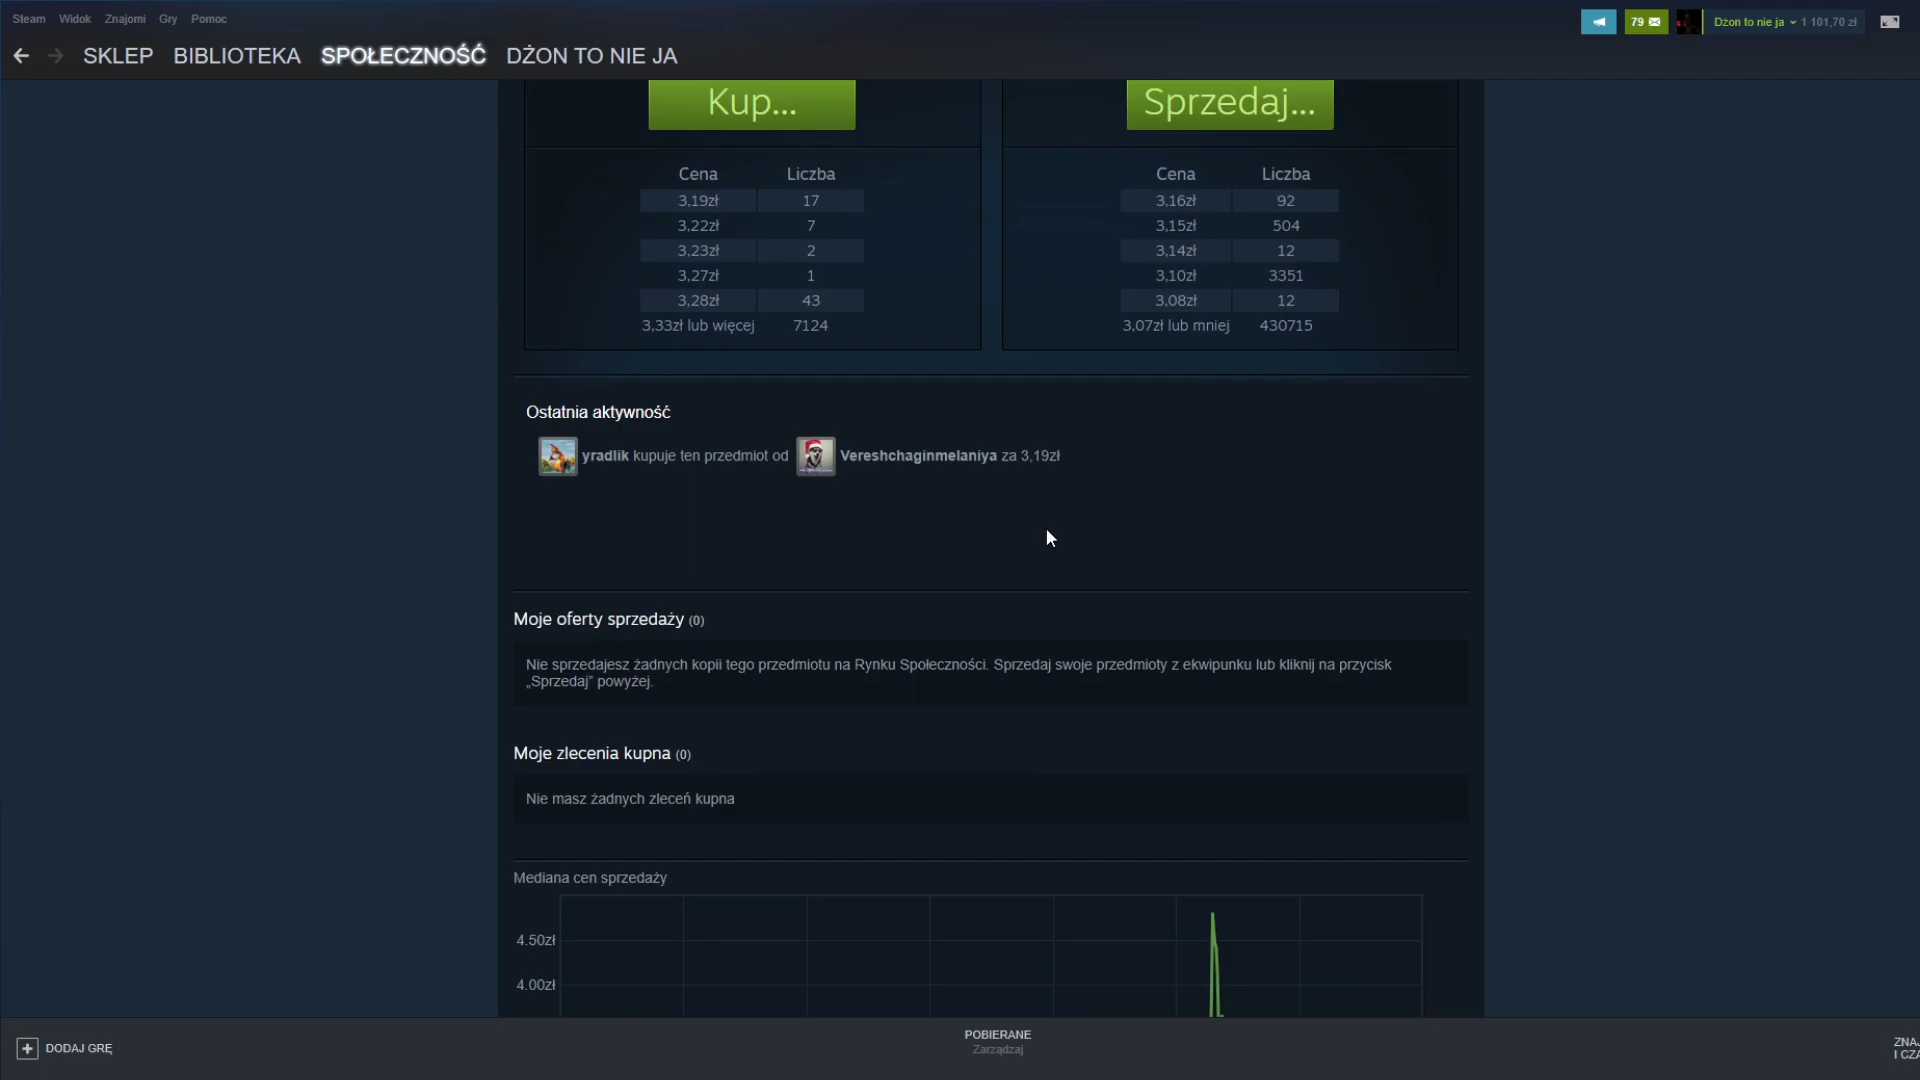 Steam Widok Znajomi Gry Pomoc
79 Dżon to nie ja 1 101,70 zł
SKLEP BIBLIOTEKA SPOŁECZNOŚĆ DŻON TO NIE JA
Kup... Sprzedaj...
Cena Liczba Cena Liczba
3,19zł 17 3,16zł 92
3,22zł 7 3,15zł 504
3,23zł 2 3,14zł 12
3,27zł 1 3,10zł 3351
3,28zł 43 3,08zł 12
3,33zł lub więcej 7124 3,07zł lub mniej 430715
Ostatnia aktywność
yradlik kupuje ten przedmiot od Vereshchaginmelaniya za 3,19zł
Moje oferty sprzedaży (0)
Nie sprzedajesz żadnych kopii tego przedmiotu na Rynku Społeczności. Sprzedaj swoje przedmioty z ekwipunku lub kliknij na przycisk
„Sprzedaj” powyżej.
Moje zlecenia kupna (0)
Nie masz żadnych zleceń kupna
Mediana cen sprzedaży
4.50zł
4.00zł
DODAJ GRĘ
POBIERANE
Zarządzaj
ZNAJ
I CZA